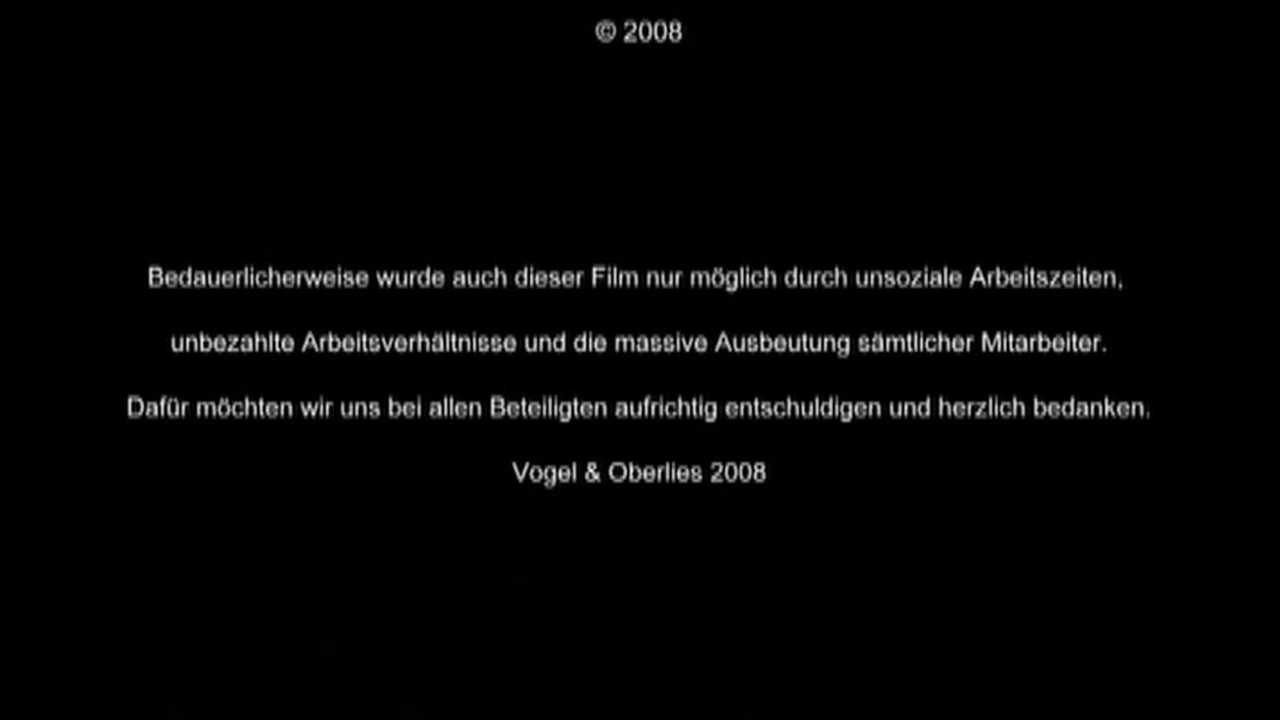 © 2008
Bedauerlicherweise wurde auch dieser Film nur möglich durch unsoziale Arbeitszeiten,
unbezahlte Arbeitsverhältnisse und die massive Ausbeutung sämtlicher Mitarbeiter.
Dafür möchten wir uns bei allen Beteiligten aufrichtig entschuldigen und herzlich bedanken.
Vogel & Oberlies 2008